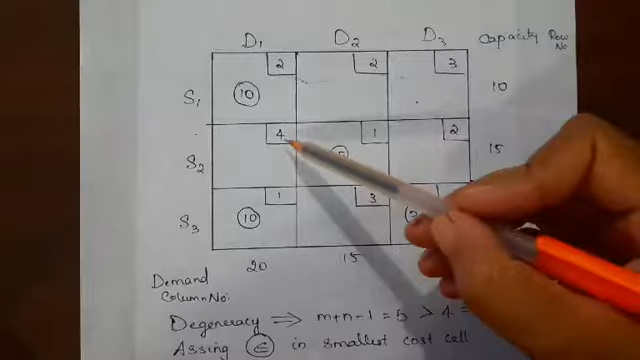 D1 D2 D3 Capacity Row No
2 2 3
S1 10 10
4 1 2
S2 15
1 3
S3 10
Demand 20 15
Column No:
Degeneracy ⇒ m+n-1 = 5 > 4 =
Assing ϵ in smallest cost cell